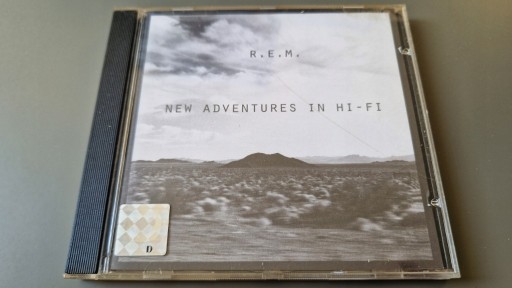 R.E.M.
NEW ADVENTURES IN HI-FI
D